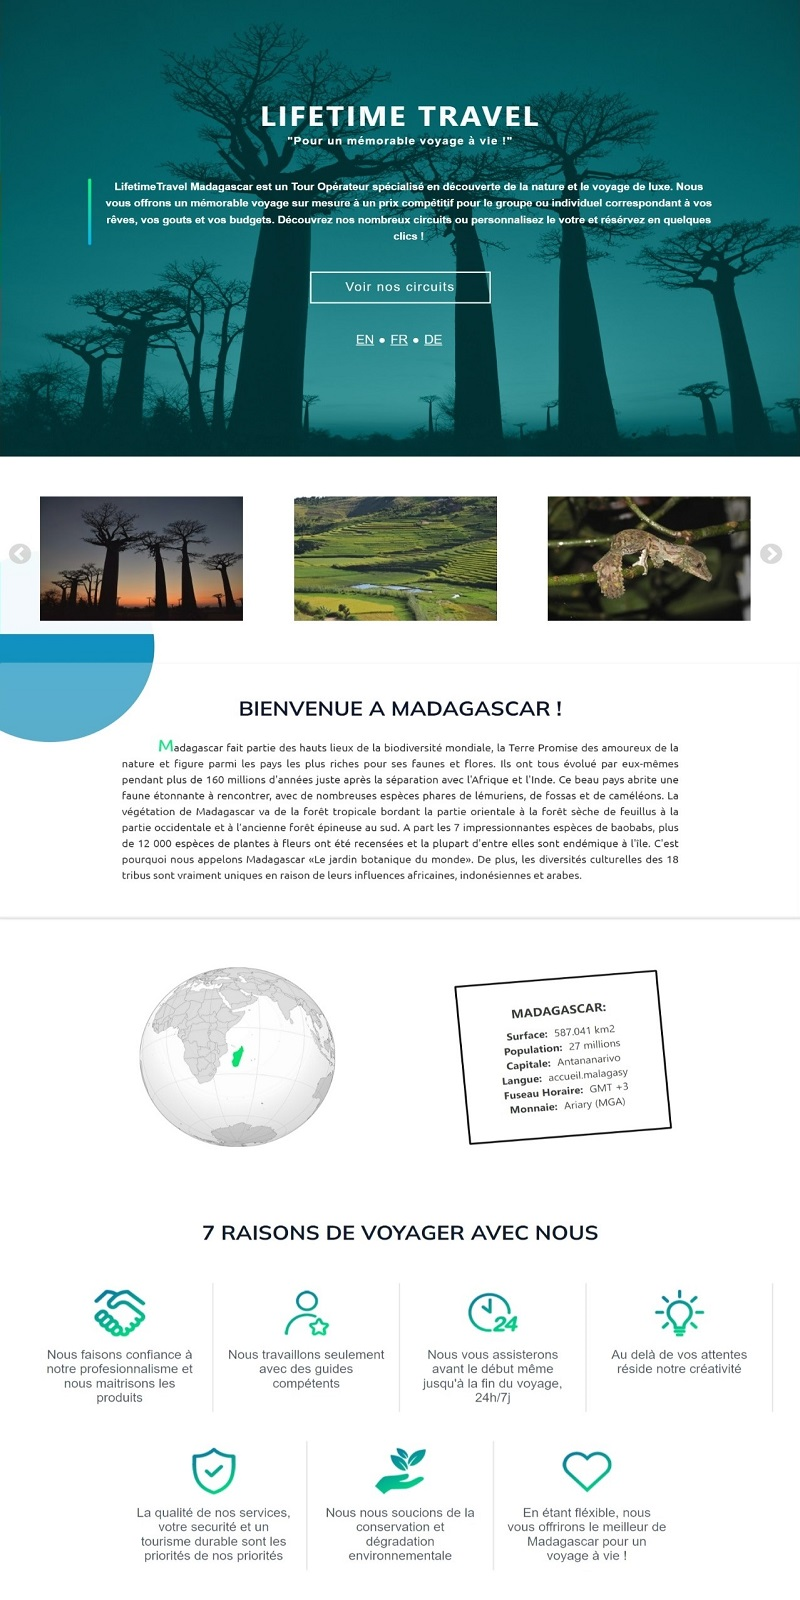 LIFETIME TRAVEL
"Pour un mémorable voyage à vie !"
LifetimeTravel Madagascar est un Tour Opérateur spécialisé en découverte de la nature et le voyage de luxe. Nous
vous offrons un mémorable voyage sur mesure à un prix compétitif pour le groupe ou individuel correspondant à vos
rêves, vos gouts et vos budgets. Découvrez nos nombreux circuits ou personnalisez le votre et résérvez en quelques
clics !
Voir nos circuits
EN ● FR ● DE
BIENVENUE A MADAGASCAR !
Madagascar fait partie des hauts lieux de la biodiversité mondiale, la Terre Promise des amoureux de la
nature et figure parmi les pays les plus riches pour ses faunes et flores. Ils ont tous évolué par eux-mêmes
pendant plus de 160 millions d'années juste après la séparation avec l'Afrique et l'Inde. Ce beau pays abrite une
faune étonnante à rencontrer, avec de nombreuses espèces phares de lémuriens, de fossas et de caméléons. La
végétation de Madagascar va de la forêt tropicale bordant la partie orientale à la forêt sèche de feuillus à la
partie occidentale et à l'ancienne forêt épineuse au sud. A part les 7 impressionnantes espèces de baobabs, plus
de 12 000 espèces de plantes à fleurs ont été recensées et la plupart d'entre elles sont endémique à l'île. C'est
pourquoi nous appelons Madagascar «Le jardin botanique du monde». De plus, les diversités culturelles des 18
tribus sont vraiment uniques en raison de leurs influences africaines, indonésiennes et arabes.
MADAGASCAR:
Surface: 587.041 km2
Population: 27 millions
Capitale: Antananarivo
Langue: accueil.malagasy
Fuseau Horaire: GMT +3
Monnaie: Ariary (MGA)
7 RAISONS DE VOYAGER AVEC NOUS
Nous faisons confiance à
notre profesionnalisme et
nous maitrisons les
produits
Nous travaillons seulement
avec des guides
compétents
24
Nous vous assisterons
avant le début même
jusqu'à la fin du voyage,
24h/7j
Au delà de vos attentes
réside notre créativité
La qualité de nos services,
votre securité et un
tourisme durable sont les
priorités de nos priorités
Nous nous soucions de la
conservation et
dégradation
environnementale
En étant fléxible, nous
vous offrirons le meilleur de
Madagascar pour un
voyage à vie !